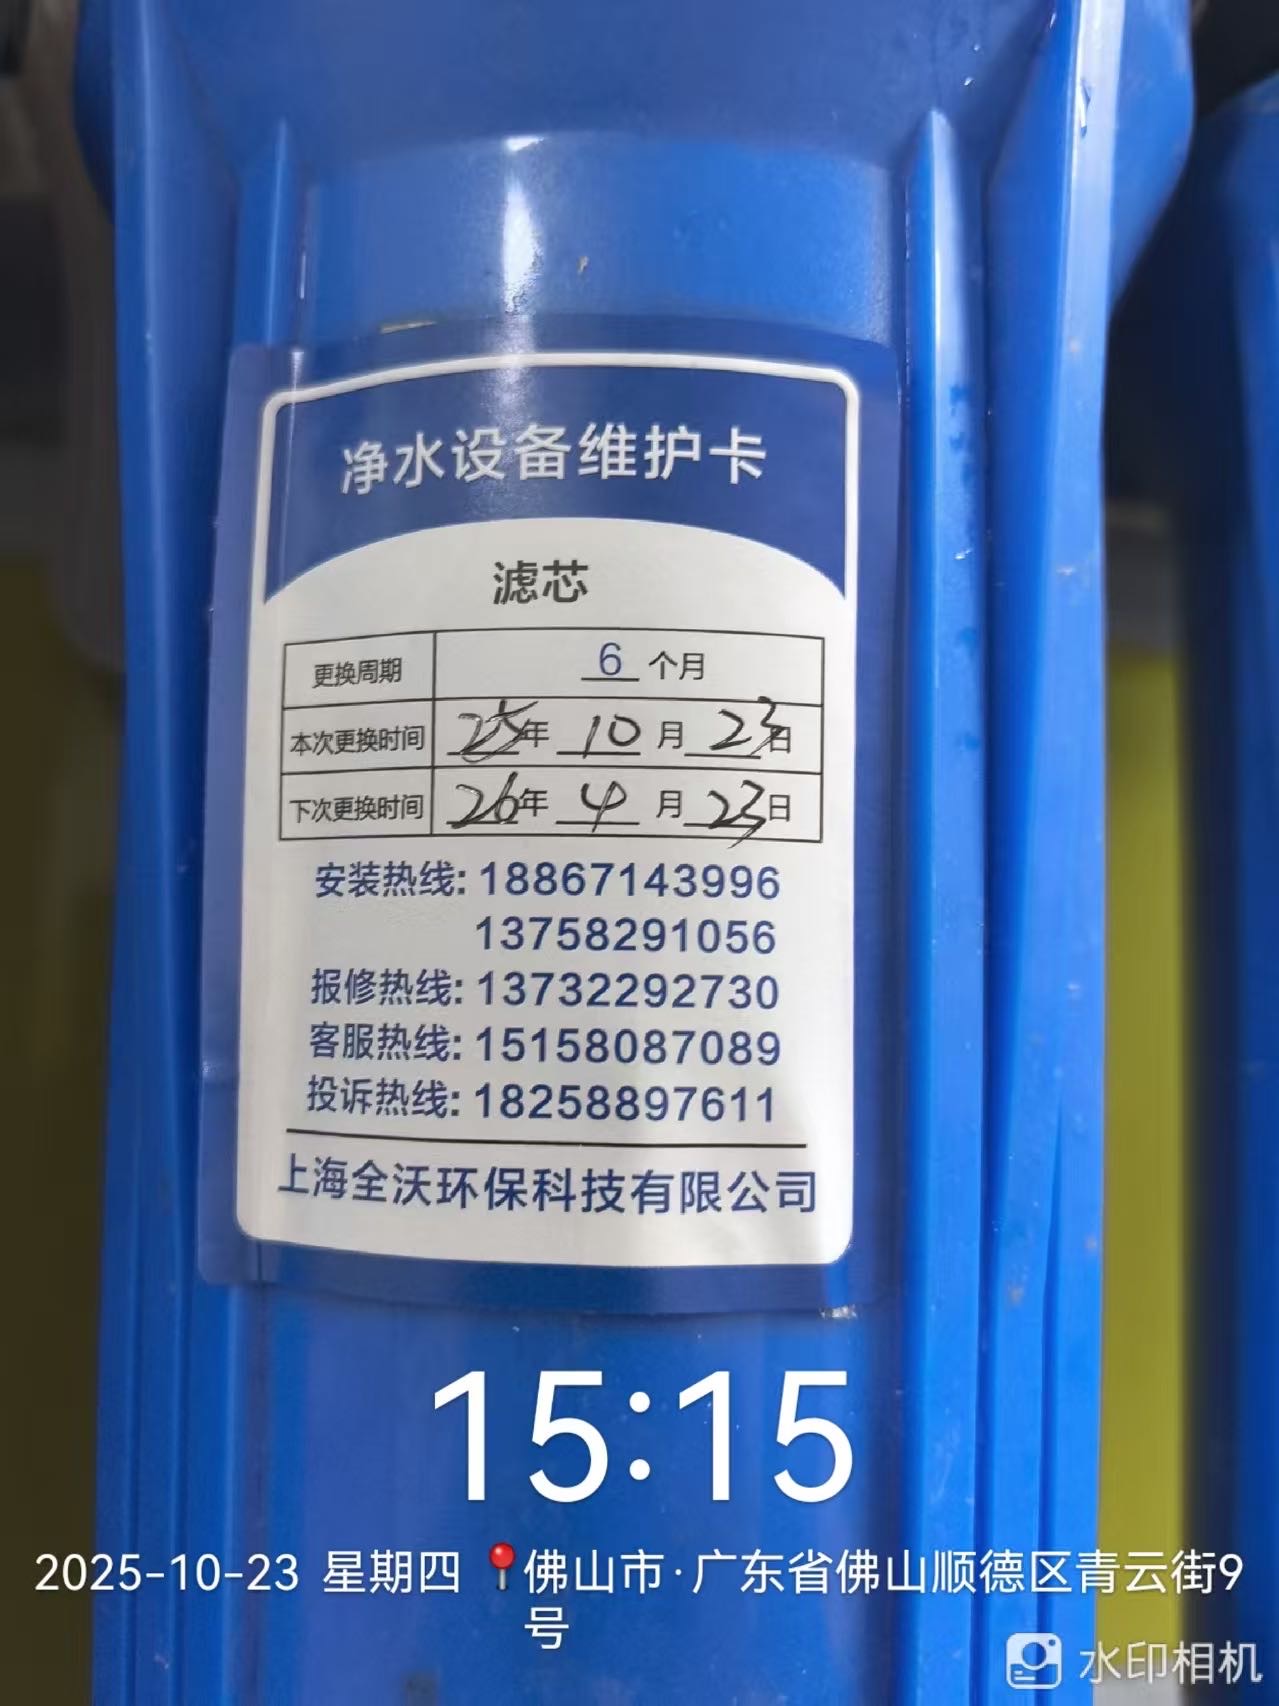 净水设备维护卡
滤芯
更换周期 6 个月
本次更换时间 25年 10 月 23日
下次更换时间 26年 4 月 23日
安装热线: 18867143996
13758291056
报修热线: 13732292730
客服热线: 15158087089
投诉热线: 18258897611
上海全沃环保科技有限公司
15:15
2025-10-23 星期四 佛山市·广东省佛山顺德区青云街9
号
水印相机